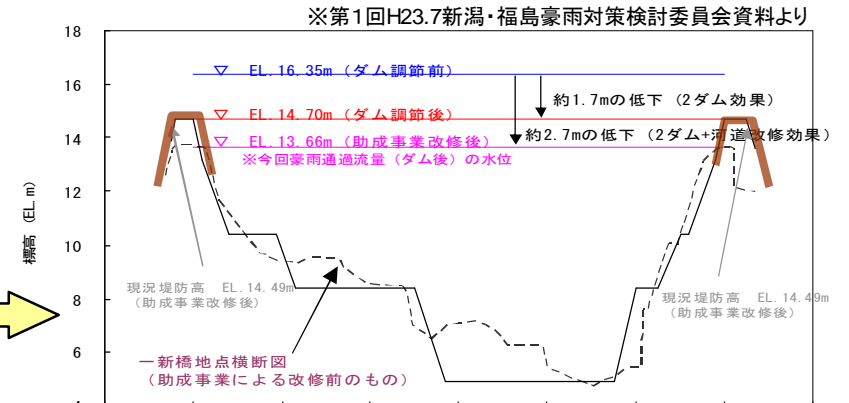 ※第1回H23.7新潟・福島豪雨対策検討委員会資料より
18
16
14
12
10
8
6
標高 (EL.m)
▽ EL.16.35m (ダム調節前)
約1.7mの低下 (2ダム効果)
▽ EL.14.70m (ダム調節後)
▽ EL.13.66m (助成事業改修後)
約2.7mの低下 (2ダム+河道改修効果)
※今回豪雨通過流量 (ダム後) の水位
現況堤防高 EL.14.49m
(助成事業改修後)
現況堤防高 EL.14.49m
(助成事業改修後)
一新橋地点横断図
(助成事業による改修前のもの)